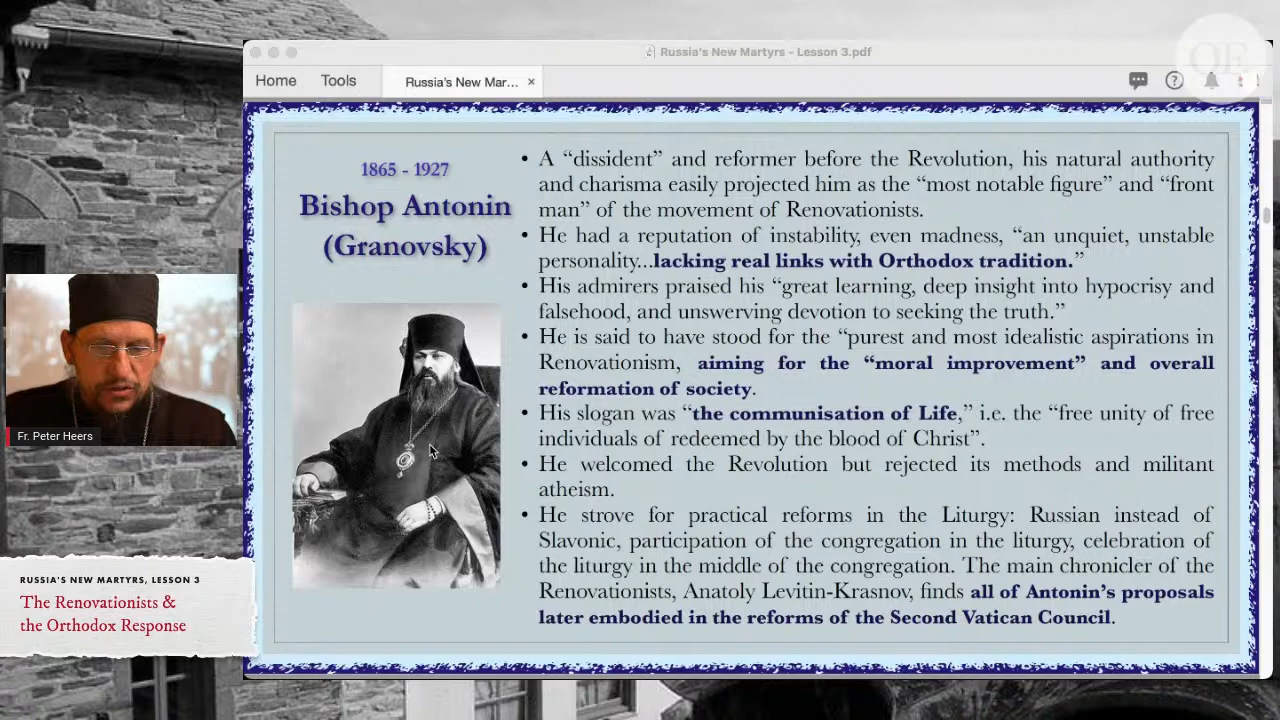 Russia's New Martyrs - Lesson 3.pdf
Home
Tools
Russia's New Mar... ×
OE
1865 - 1927
Bishop Antonin
(Granovsky)
• A “dissident” and reformer before the Revolution, his natural authority
and charisma easily projected him as the “most notable figure” and “front
man” of the movement of Renovationists.
• He had a reputation of instability, even madness, “an unquiet, unstable
personality...lacking real links with Orthodox tradition.”
• His admirers praised his “great learning, deep insight into hypocrisy and
falsehood, and unswerving devotion to seeking the truth.”
• He is said to have stood for the “purest and most idealistic aspirations in
Renovationism, aiming for the “moral improvement” and overall
reformation of society.
• His slogan was “the communisation of Life,” i.e. the “free unity of free
individuals of redeemed by the blood of Christ”.
• He welcomed the Revolution but rejected its methods and militant
atheism.
• He strove for practical reforms in the Liturgy: Russian instead of
Slavonic, participation of the congregation in the liturgy, celebration of
the liturgy in the middle of the congregation. The main chronicler of the
Renovationists, Anatoly Levitin-Krasnov, finds all of Antonin’s proposals
later embodied in the reforms of the Second Vatican Council.
Fr. Peter Heers
RUSSIA'S NEW MARTYRS, LESSON 3
The Renovationists &
the Orthodox Response